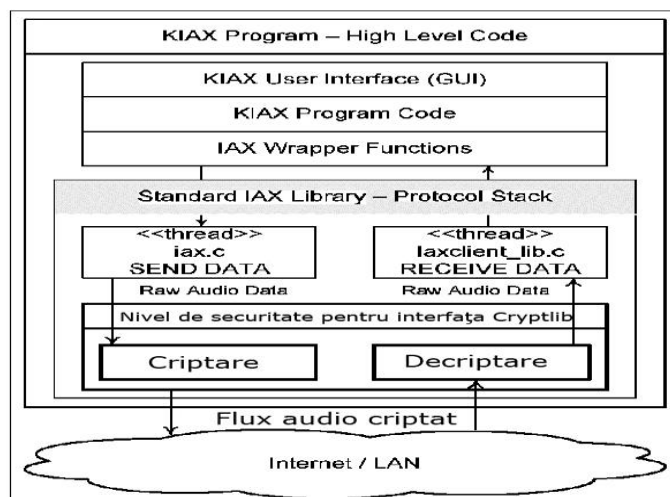 KIAX Program – High Level Code
KIAX User Interface (GUI)
KIAX Program Code
IAX Wrapper Functions
Standard IAX Library – Protocol Stack
<<thread>>
iax.c
SEND DATA
<<thread>>
Iaxclient_lib.c
RECEIVE DATA
Raw Audio Data
Raw Audio Data
Nivel de securitate pentru interfaţa Cryptlib
Criptare
Decriptare
Flux audio criptat
Internet / LAN